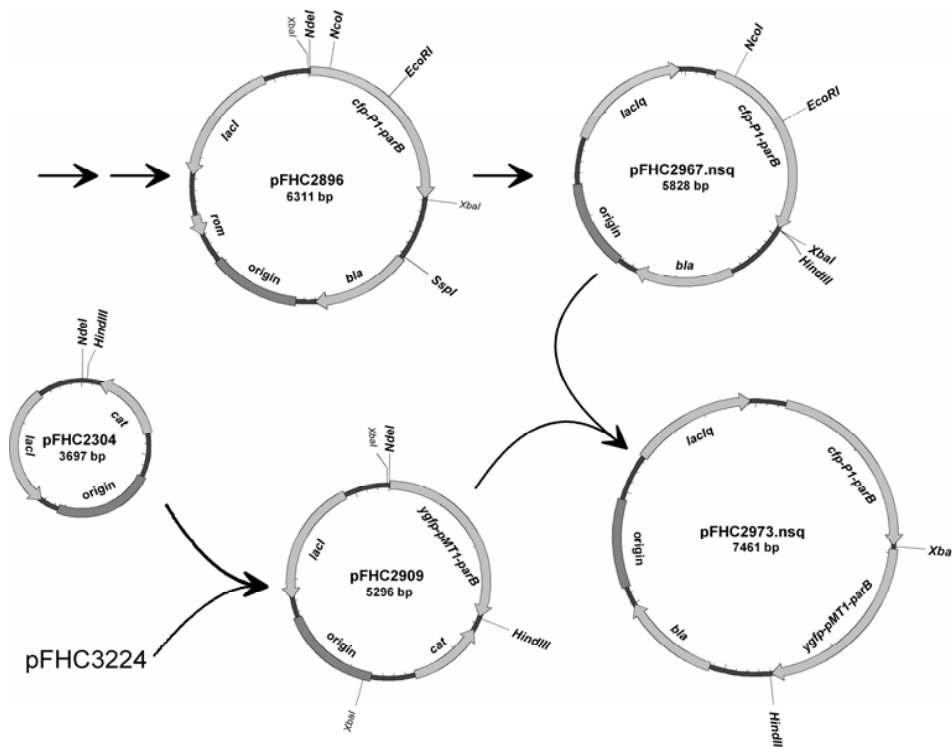 XbaI
NdeI
NcoI
EcoRI
cfp-P1-parB
lacI
pFHC2896
6311 bp
XbaI
rom
origin
bla
SspI
NcoI
EcoRI
lacIq
cfp-P1-parB
pFHC2967.nsq
5828 bp
origin
bla
XbaI
HindIII
NdeI
HindIII
cat
lacI
pFHC2304
3697 bp
origin
pFHC3224
XbaI
NdeI
lacI
ygfp-pMT1-parB
pFHC2909
5296 bp
origin
cat
HindIII
XbaI
lacIq
cfp-P1-parB
pFHC2973.nsq
7461 bp
origin
Xba
ygfp-pMT1-parB
bla
HindII